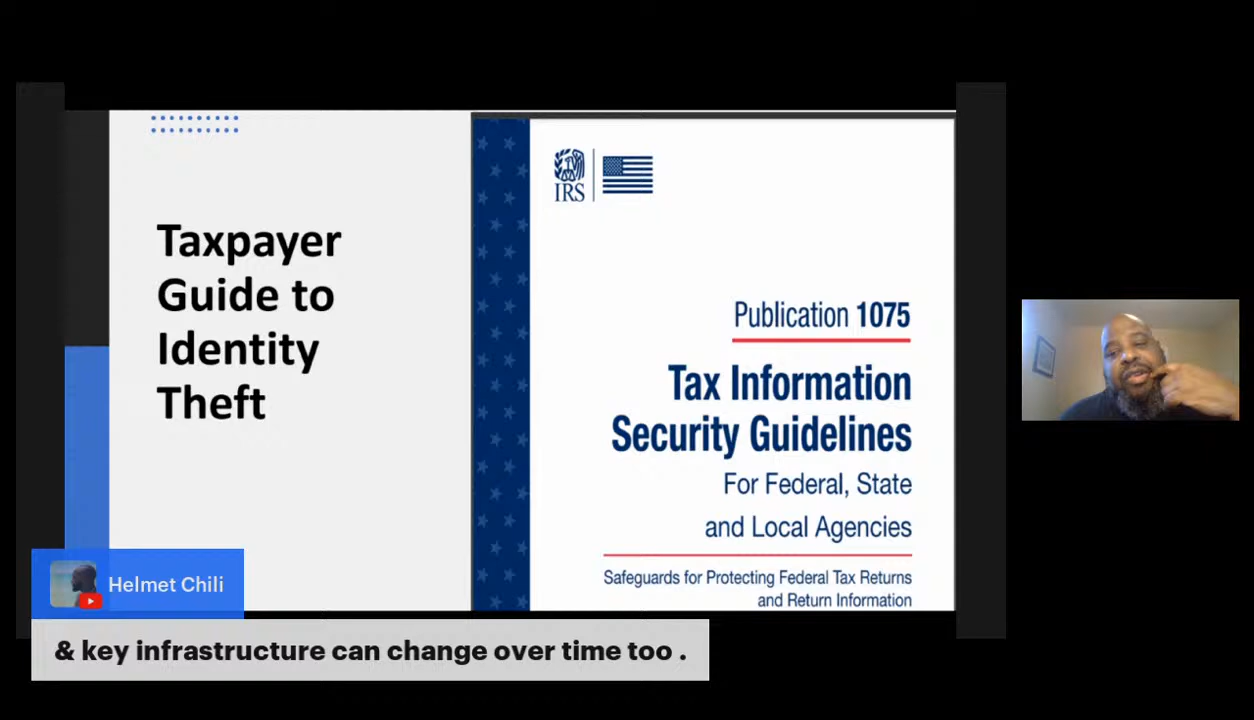 Taxpayer
Guide to
Identity
Theft
IRS
Publication 1075
Tax Information
Security Guidelines
For Federal, State
and Local Agencies
Safeguards for Protecting Federal Tax Returns
and Return Information
Helmet Chili
& key infrastructure can change over time too .